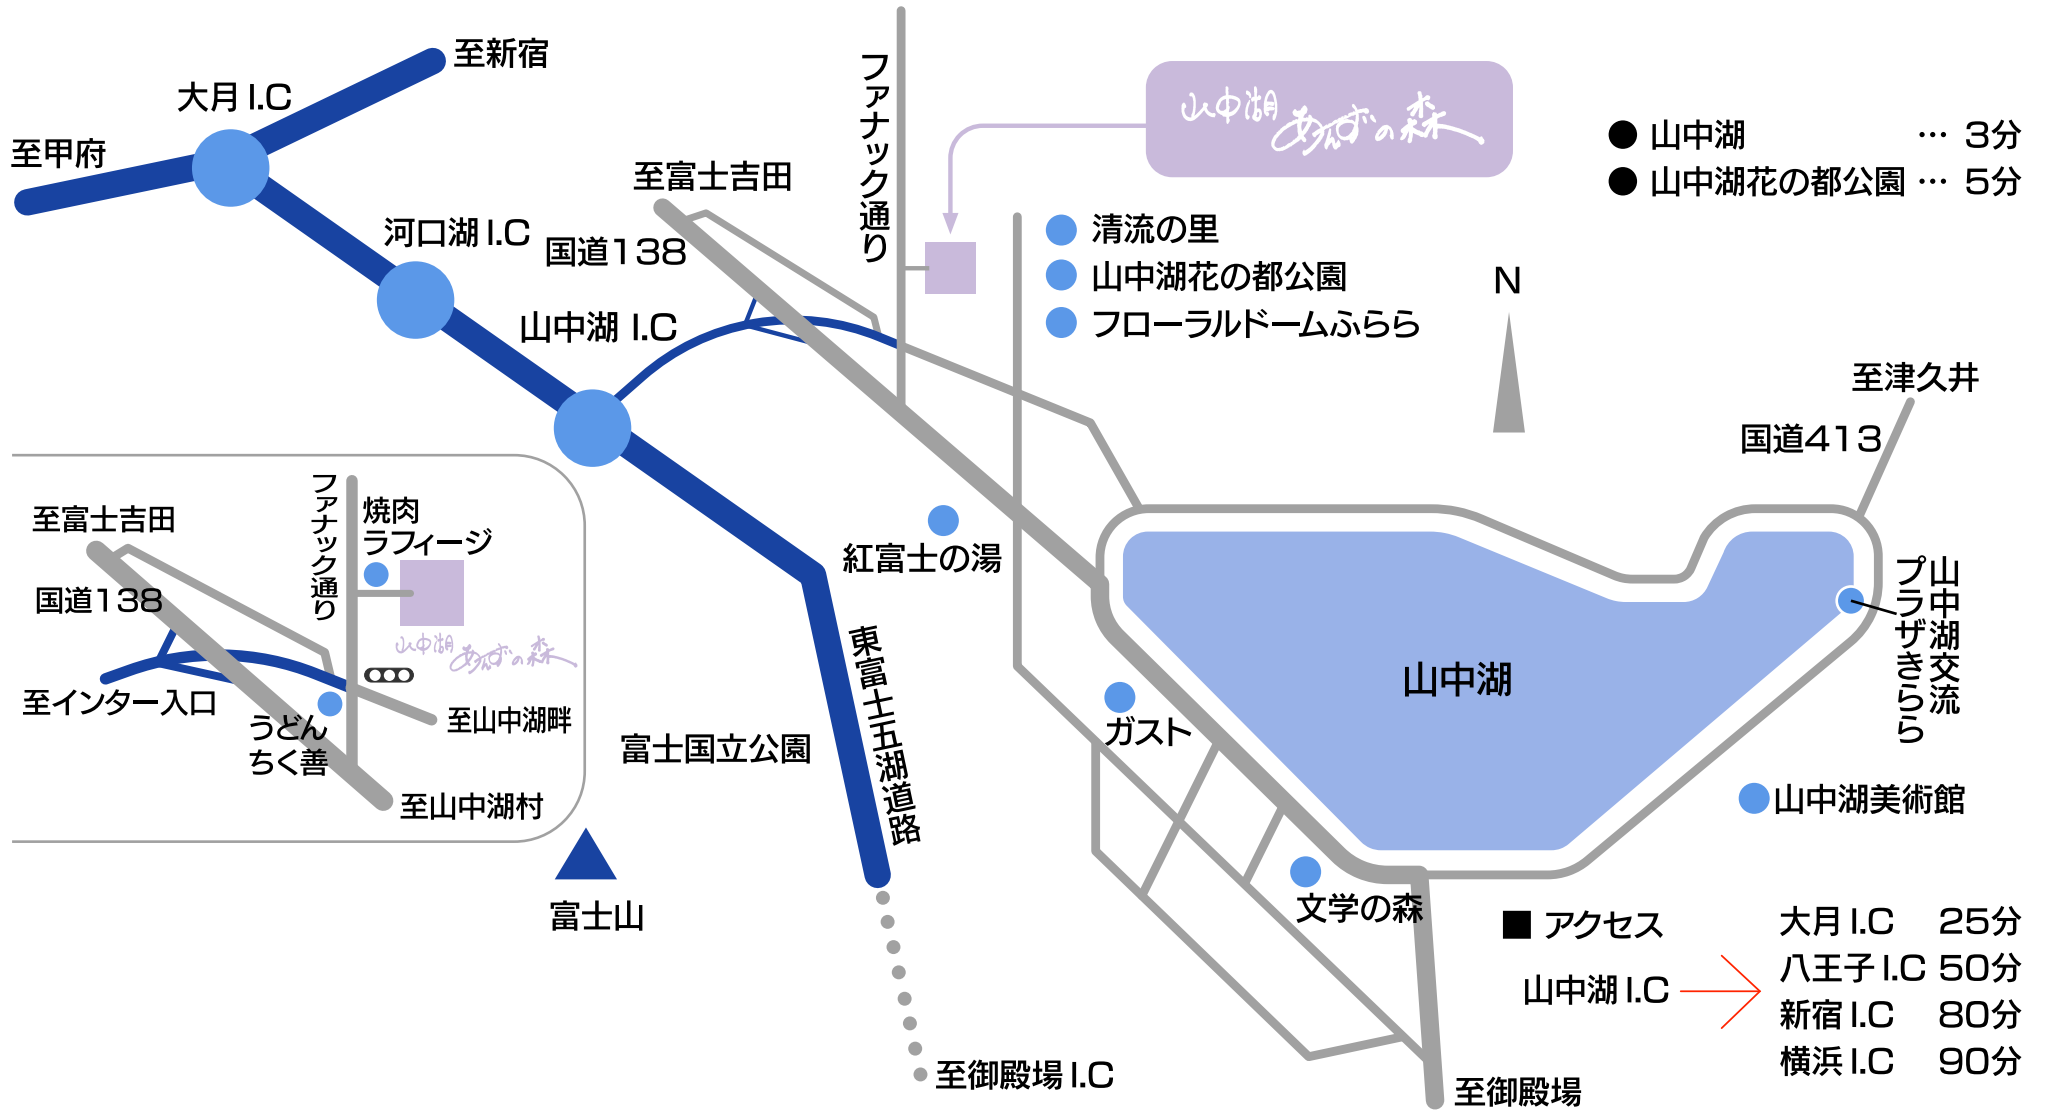 至新宿
大月I.C
至甲府
河口湖I.C
山中湖 I.C
至富士吉田
国道138
ファナック通り
山中湖
あんずの森
● 山中湖 … 3分
● 山中湖花の都公園 … 5分
清流の里
山中湖花の都公園
フローラルドームふらら
N
至津久井
国道413
至富士吉田
国道138
ファナック通り
焼肉
ラフィージ
山中湖
あんずの森
至インター入口
うどん
ちく善
至山中湖畔
至山中湖村
紅富士の湯
東富士五湖道路
富士国立公園
富士山
山中湖
ガスト
文学の森
山中湖交流
プラザきらら
山中湖美術館
■ アクセス
山中湖I.C
大月I.C 25分
八王子I.C 50分
新宿I.C 80分
横浜I.C 90分
至御殿場I.C
至御殿場